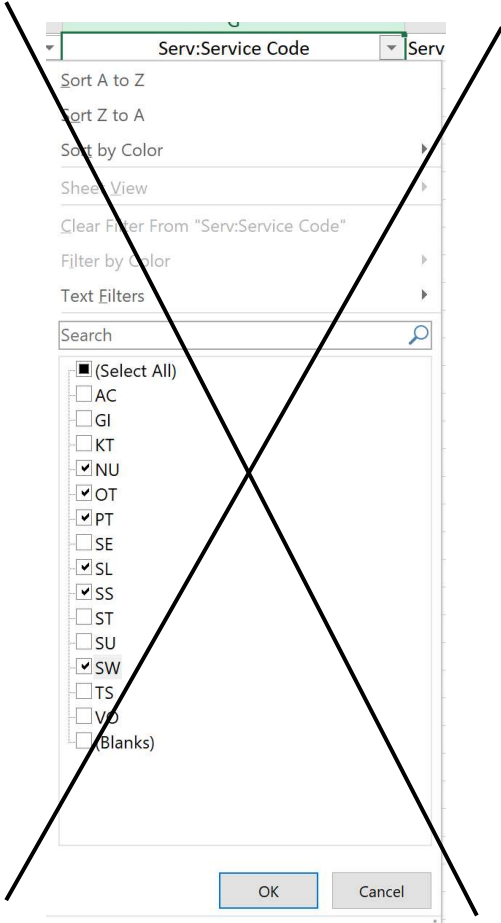 G
Serv:Service Code Serv
Sort A to Z
Sort Z to A
Sort by Color
Sheet View
Clear Filter From "Serv:Service Code"
Filter by Color
Text Filters
Search
(Select All)
AC
GI
KT
NU
OT
PT
SE
SL
SS
ST
SU
SW
TS
VO
(Blanks)
OK Cancel